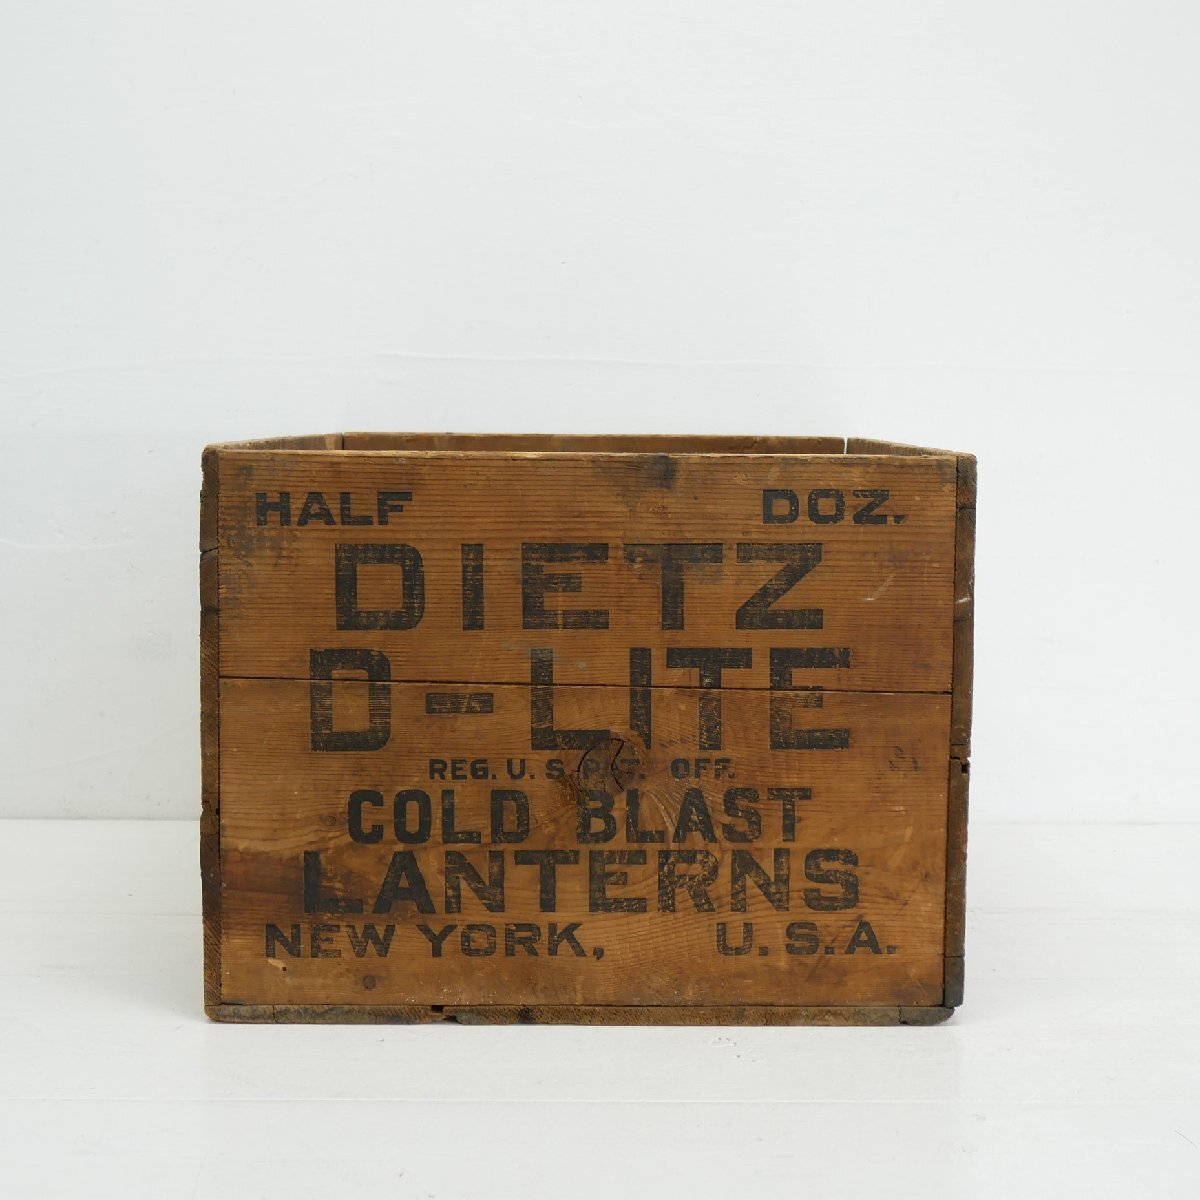 HALF DOZ.
DIETZ
D-LITE
REG. U. S. PAT. OFF.
COLD BLAST
LANTERNS
NEW YORK, U.S.A.